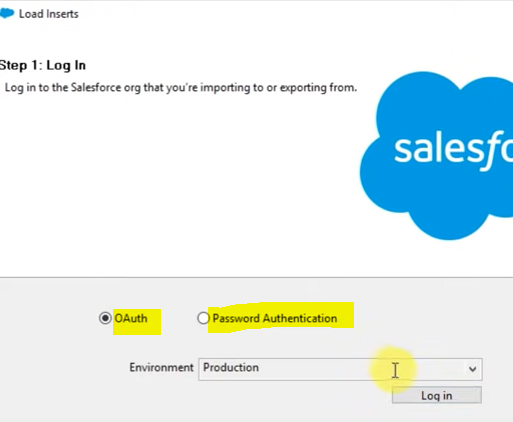 Load Inserts
Step 1: Log In
Log in to the Salesforce org that you're importing to or exporting from.
salesfo
OAuth
Password Authentication
Environment Production
Log in